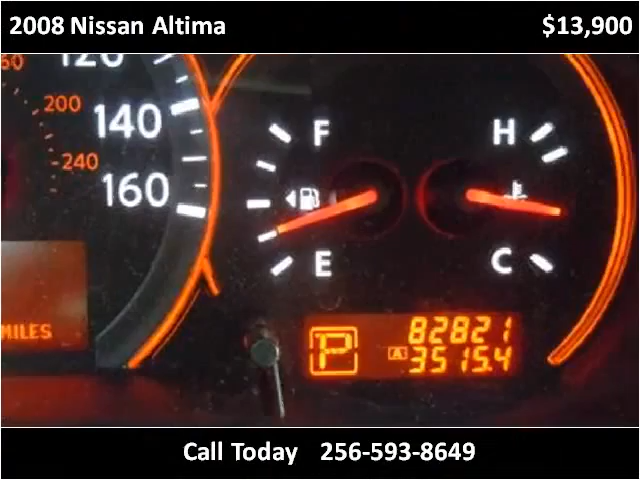 2008 Nissan Altima $13,900
120
140
160
200
240
MILES
F
E
H
C
P
82821
A 3515.4
Call Today 256-593-8649